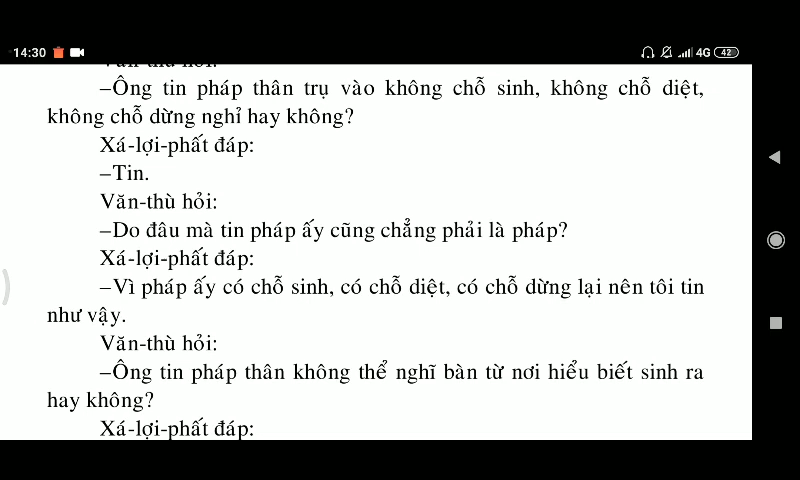 14:30
4G 42
–Ông tin pháp thân trụ vào không chỗ sinh, không chỗ diệt,
không chỗ dừng nghỉ hay không?
Xá-lợi-phất đáp:
–Tin.
Văn-thù hỏi:
–Do đâu mà tin pháp ấy cũng chẳng phải là pháp?
Xá-lợi-phất đáp:
–Vì pháp ấy có chỗ sinh, có chỗ diệt, có chỗ dừng lại nên tôi tin
như vậy.
Văn-thù hỏi:
–Ông tin pháp thân không thể nghĩ bàn từ nơi hiểu biết sinh ra
hay không?
Xá-lợi-phất đáp: